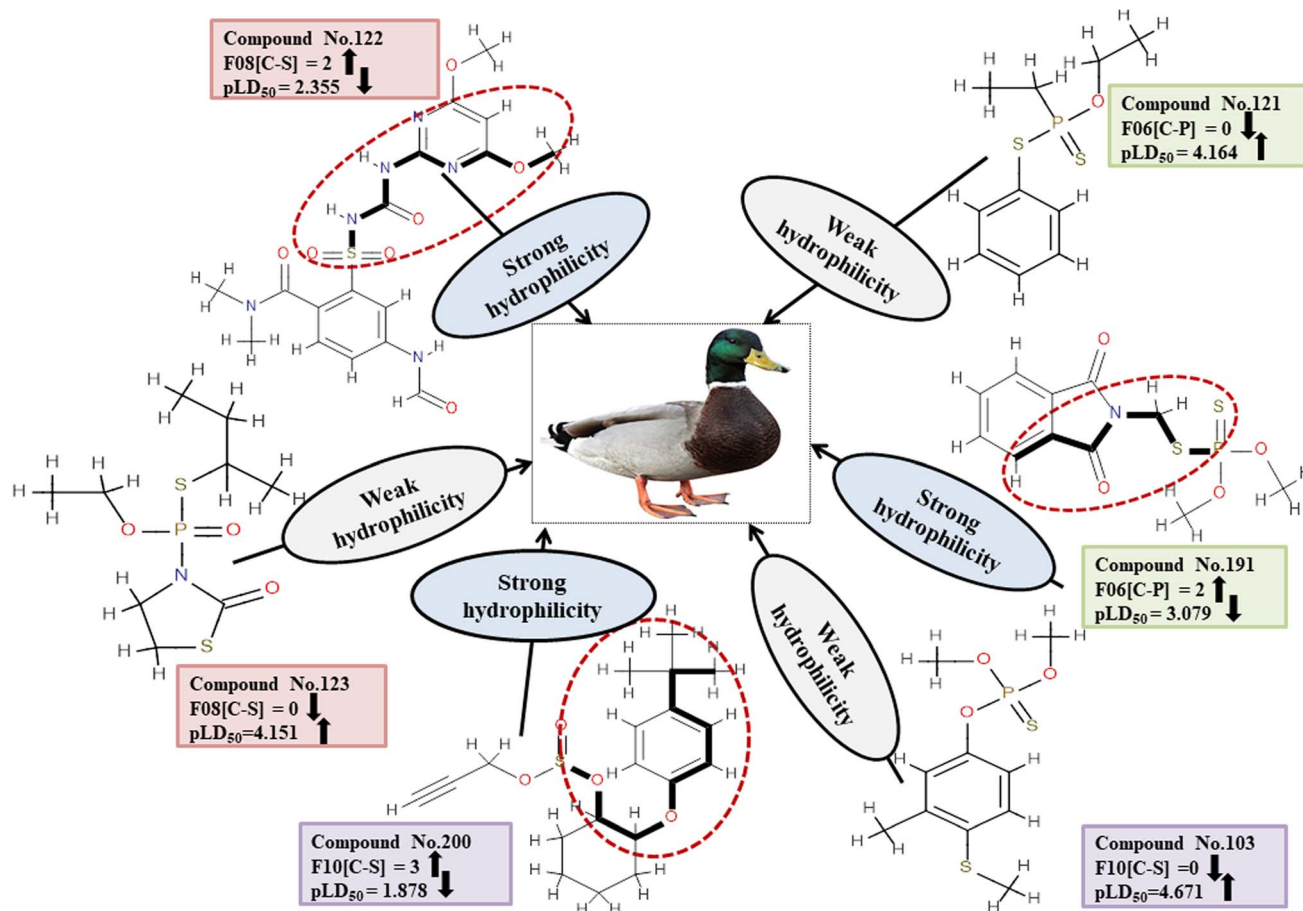 Compound No.122
F08[C-S] = 2
pLD₅₀ = 2.355
Compound No.121
F06[C-P] = 0
pLD₅₀ = 4.164
Strong
hydrophilicity
Weak
hydrophilicity
Weak
hydrophilicity
Strong
hydrophilicity
Strong
hydrophilicity
Weak
hydrophilicity
Compound No.191
F06[C-P] = 2
pLD₅₀ = 3.079
Compound No.123
F08[C-S] = 0
pLD₅₀=4.151
Compound No.200
F10[C-S] = 3
pLD₅₀ = 1.878
Compound No.103
F10[C-S] =0
pLD₅₀=4.671